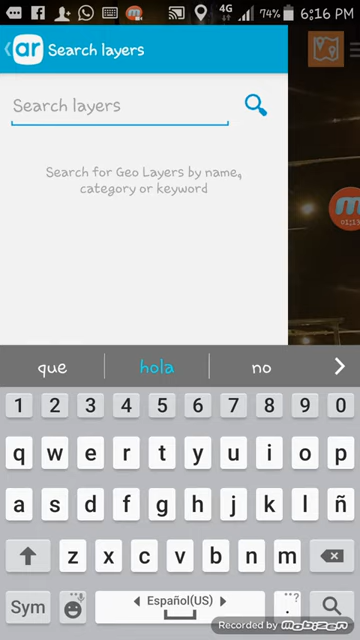 4G 74% 6:16 PM
ar Search layers
Search layers
Search for Geo Layers by name,
category or keyword
que hola no
1 2 3 4 5 6 7 8 9 0
q w e r t y u i o p
a s d f g h j k l ñ
z x c v b n m
Sym Español(US) . ...?
Recorded by mobizen